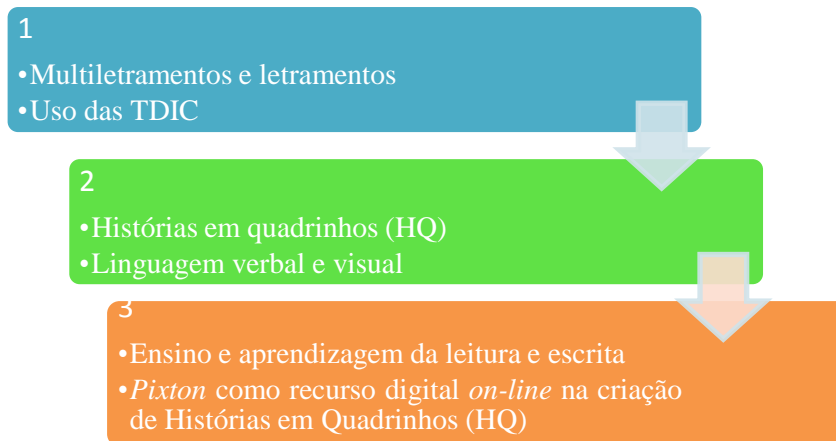 1
•Multiletramentos e letramentos
•Uso das TDIC
2
•Histórias em quadrinhos (HQ)
•Linguagem verbal e visual
3
•Ensino e aprendizagem da leitura e escrita
•Pixton como recurso digital on-line na criação
de Histórias em Quadrinhos (HQ)